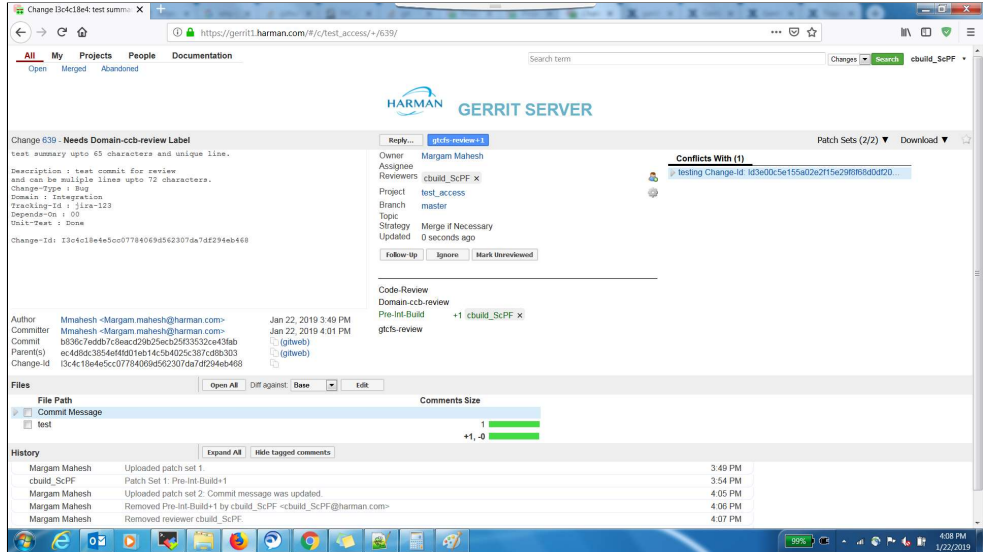 Change I3c4c18e4: test summa
https://gerrit1.harman.com/#/c/test_access/+/639/
All My Projects People Documentation
Open Merged Abandoned
Search term
Changes Search cbuild_ScPF
HARMAN GERRIT SERVER
Change 639 - Needs Domain-ccb-review Label
Reply... gtcfs-review+1
Patch Sets (2/2) Download
test summary upto 65 characters and unique line.
Description : test commit for review
and can be muliple lines upto 72 characters.
Change-Type : Bug
Domain : Integration
Tracking-Id : jira-123
Depends-On : 00
Unit-Test : Done
Change-Id: I3c4c18e4e5cc07784069d562307da7df294eb468
Owner Margam Mahesh
Assignee
Reviewers cbuild_ScPF ×
Project test_access
Branch master
Topic
Strategy Merge if Necessary
Updated 0 seconds ago
Follow-Up Ignore Mark Unreviewed
Conflicts With (1)
testing Change-Id: Id3e00c5e155a02e2f15e29f8f68d0df20...
Code-Review
Domain-ccb-review
Pre-Int-Build +1 cbuild_ScPF ×
gtcfs-review
Author Mmahesh <Margam.mahesh@harman.com> Jan 22, 2019 3:49 PM
Committer Mmahesh <Margam.mahesh@harman.com> Jan 22, 2019 4:01 PM
Commit b836c7eddb7c8eacd29b25ecb25f33532ce43fab (gitweb)
Parent(s) ec4d8dc3854ef4fd01eb14c5b4025c387cd8b303 (gitweb)
Change-Id I3c4c18e4e5cc07784069d562307da7df294eb468
Files Open All Diff against: Base Edit
File Path Comments Size
Commit Message
test 1
+1, -0
History Expand All Hide tagged comments
Margam Mahesh Uploaded patch set 1. 3:49 PM
cbuild_ScPF Patch Set 1: Pre-Int-Build+1 3:54 PM
Margam Mahesh Uploaded patch set 2: Commit message was updated. 4:05 PM
Margam Mahesh Removed Pre-Int-Build+1 by cbuild_ScPF <cbuild_ScPF@harman.com> 4:06 PM
Margam Mahesh Removed reviewer cbuild_ScPF. 4:07 PM
99%
4:08 PM
1/22/2019